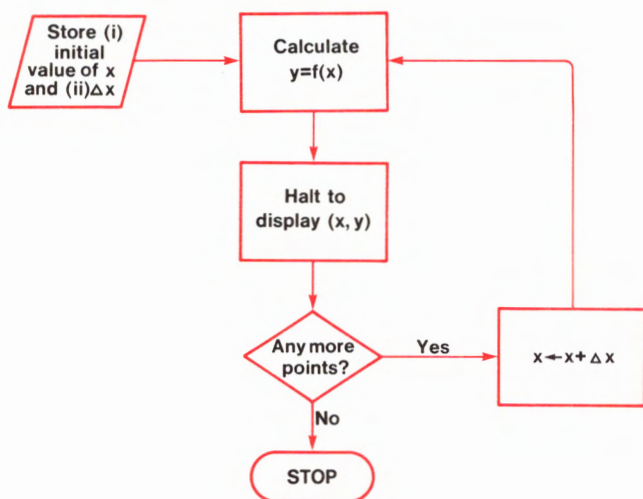 Store (i)
initial
value of x
and (ii)Δx
Calculate
y=f(x)
Halt to
display (x, y)
Any more
points?
Yes
x←x+Δx
No
STOP